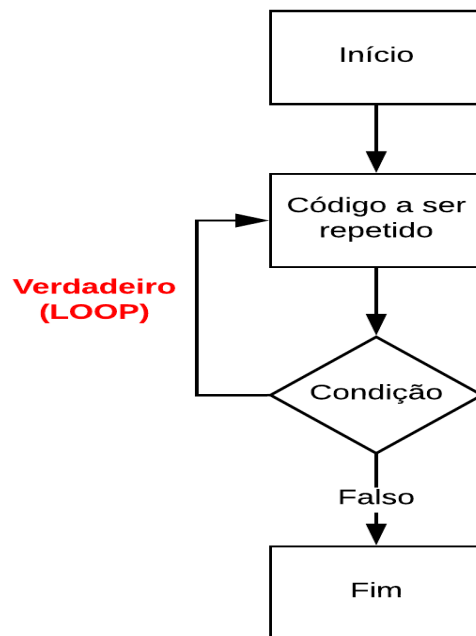 Início
Código a ser
repetido
Verdadeiro
(LOOP)
Condição
Falso
Fim